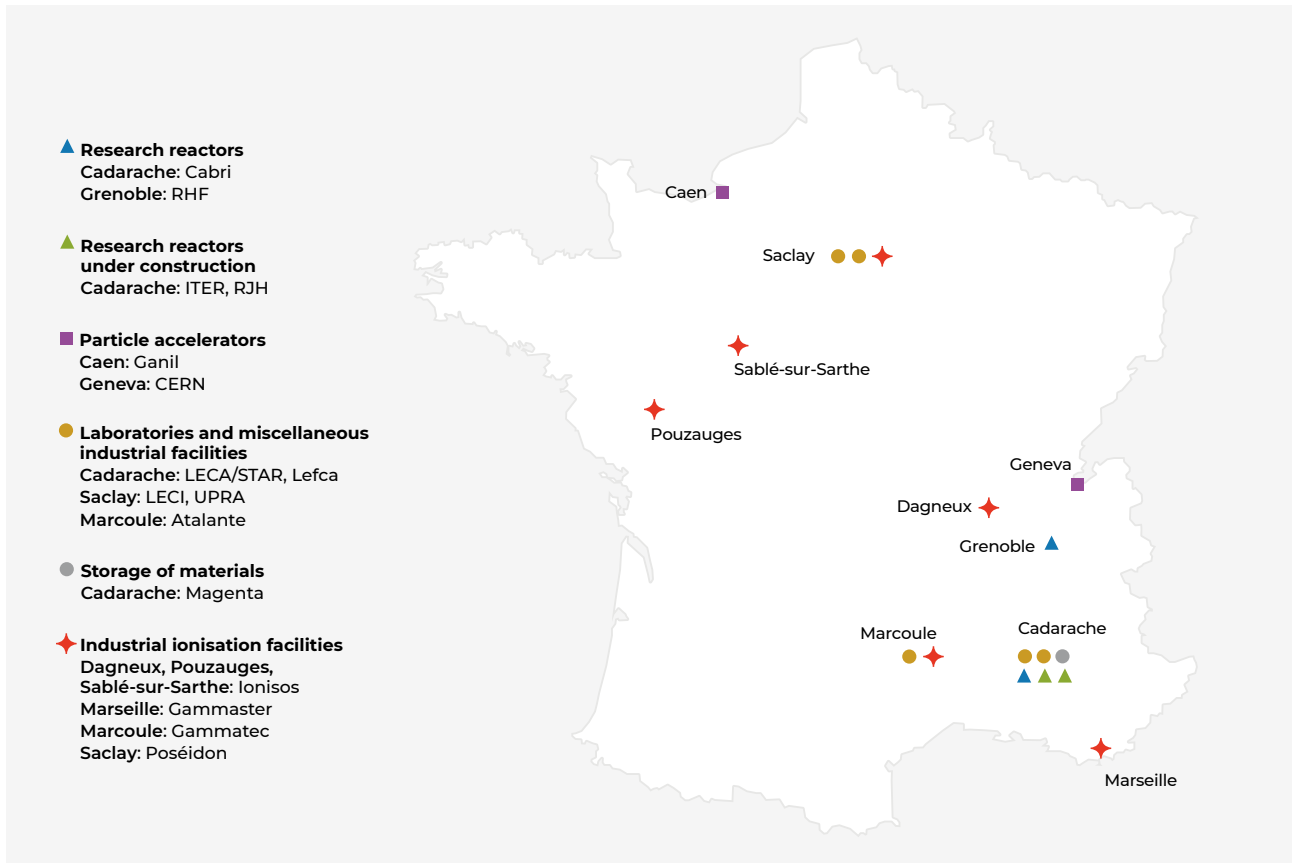 Research reactors
Cadarache: Cabri
Grenoble: RHF
Research reactors
under construction
Cadarache: ITER, RJH
Particle accelerators
Caen: Ganil
Geneva: CERN
Laboratories and miscellaneous
industrial facilities
Cadarache: LECA/STAR, Lefca
Saclay: LECI, UPRA
Marcoule: Atalante
Storage of materials
Cadarache: Magenta
Industrial ionisation facilities
Dagneux, Pouzauges,
Sablé-sur-Sarthe: Ionisos
Marseille: Gammaster
Marcoule: Gammatec
Saclay: Poséidon
Caen
Saclay
Sablé-sur-Sarthe
Pouzauges
Geneva
Dagneux
Grenoble
Marcoule
Cadarache
Marseille